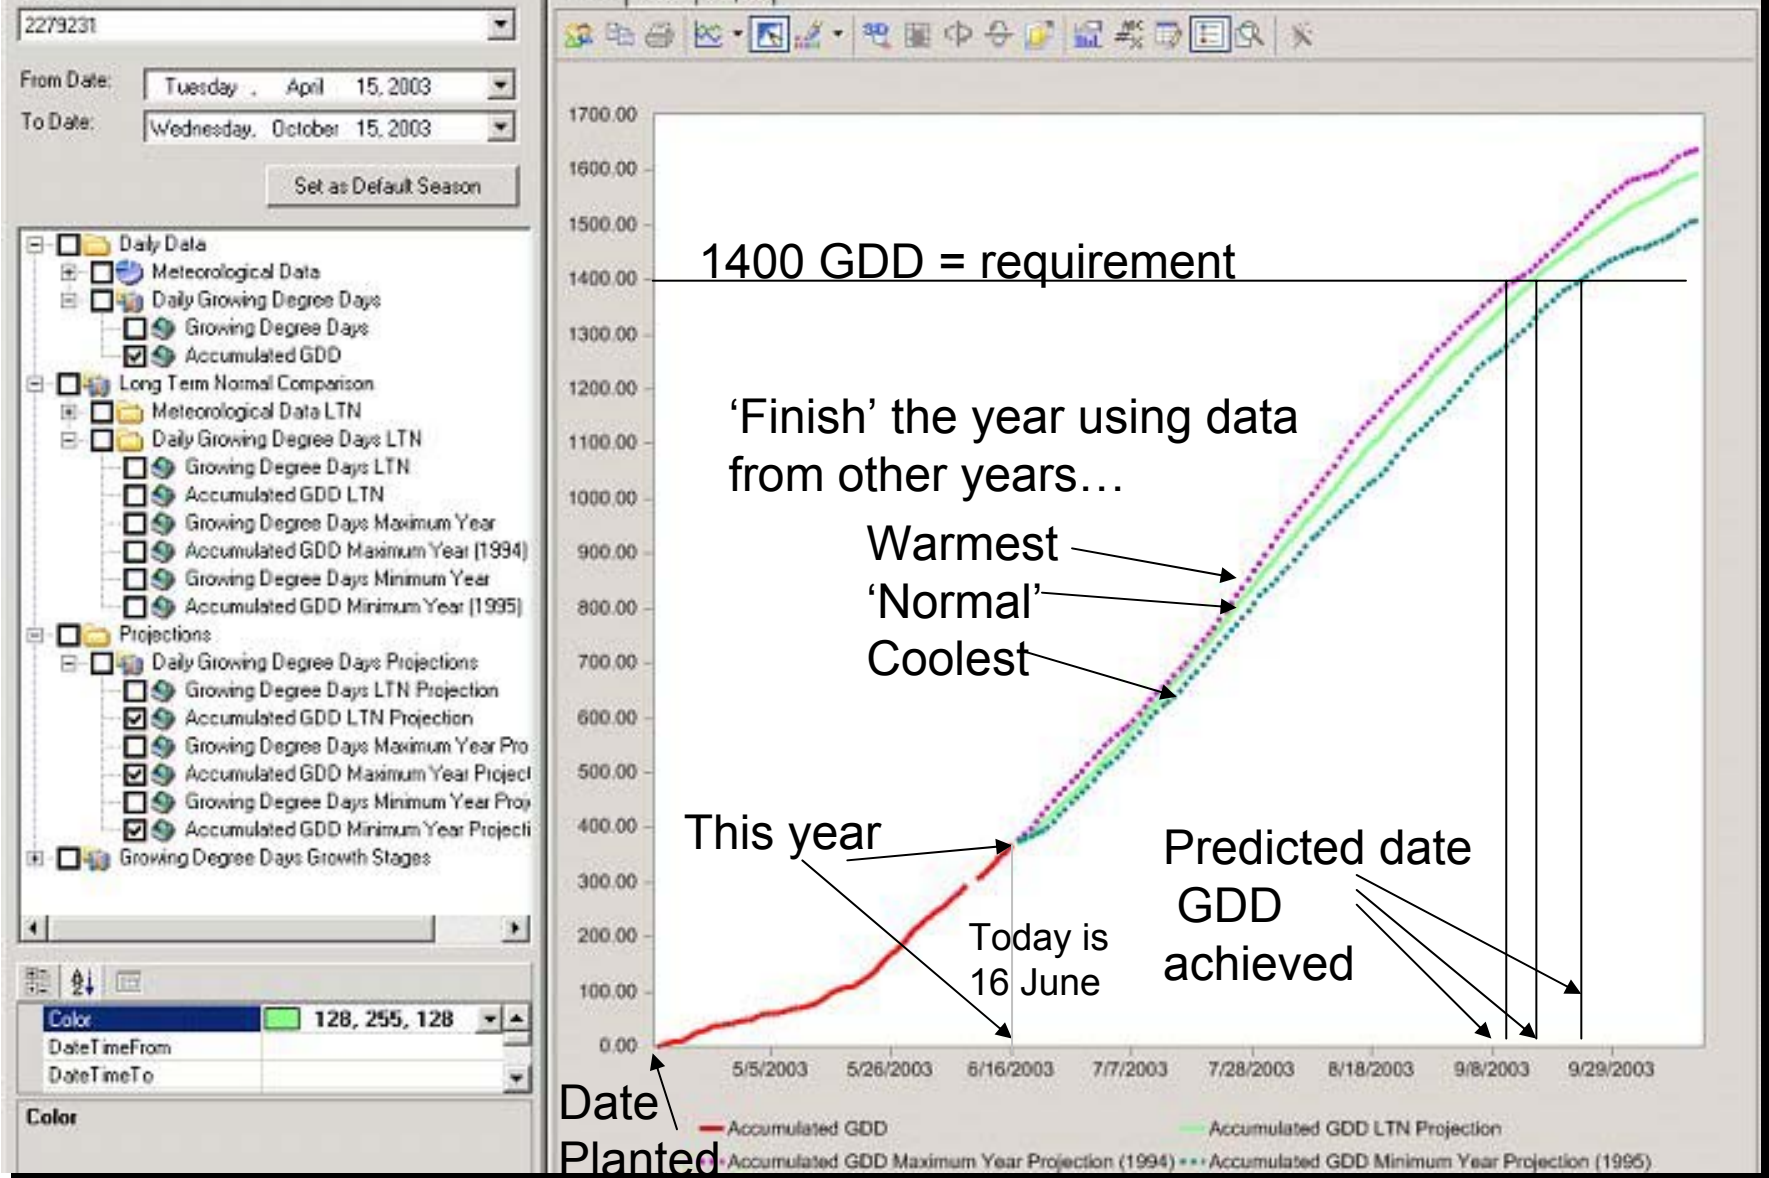 2279231
From Date: Tuesday , April 15, 2003
To Date: Wednesday, October 15, 2003
Set as Default Season
Daily Data
Meteorological Data
Daily Growing Degree Days
Growing Degree Days
Accumulated GDD
Long Term Normal Comparison
Meteorological Data LTN
Daily Growing Degree Days LTN
Growing Degree Days LTN
Accumulated GDD LTN
Growing Degree Days Maximum Year
Accumulated GDD Maximum Year (1994)
Growing Degree Days Minimum Year
Accumulated GDD Minimum Year (1995)
Projections
Daily Growing Degree Days Projections
Growing Degree Days LTN Projection
Accumulated GDD LTN Projection
Growing Degree Days Maximum Year Pro
Accumulated GDD Maximum Year Project
Growing Degree Days Minimum Year Proj
Accumulated GDD Minimum Year Projecti
Growing Degree Days Growth Stages
Color 128, 255, 128
DateTimeFrom
DateTimeTo
Color
3D
ABC
1700.00
1600.00
1500.00
1400.00
1300.00
1200.00
1100.00
1000.00
900.00
800.00
700.00
600.00
500.00
400.00
300.00
200.00
100.00
0.00
1400 GDD = requirement
‘Finish’ the year using data
from other years…
Warmest
‘Normal’
Coolest
This year
Today is
16 June
Predicted date
GDD
achieved
5/5/2003 5/26/2003 6/16/2003 7/7/2003 7/28/2003 8/18/2003 9/8/2003 9/29/2003
Date
Planted
Accumulated GDD Accumulated GDD LTN Projection
Accumulated GDD Maximum Year Projection (1994) Accumulated GDD Minimum Year Projection (1995)